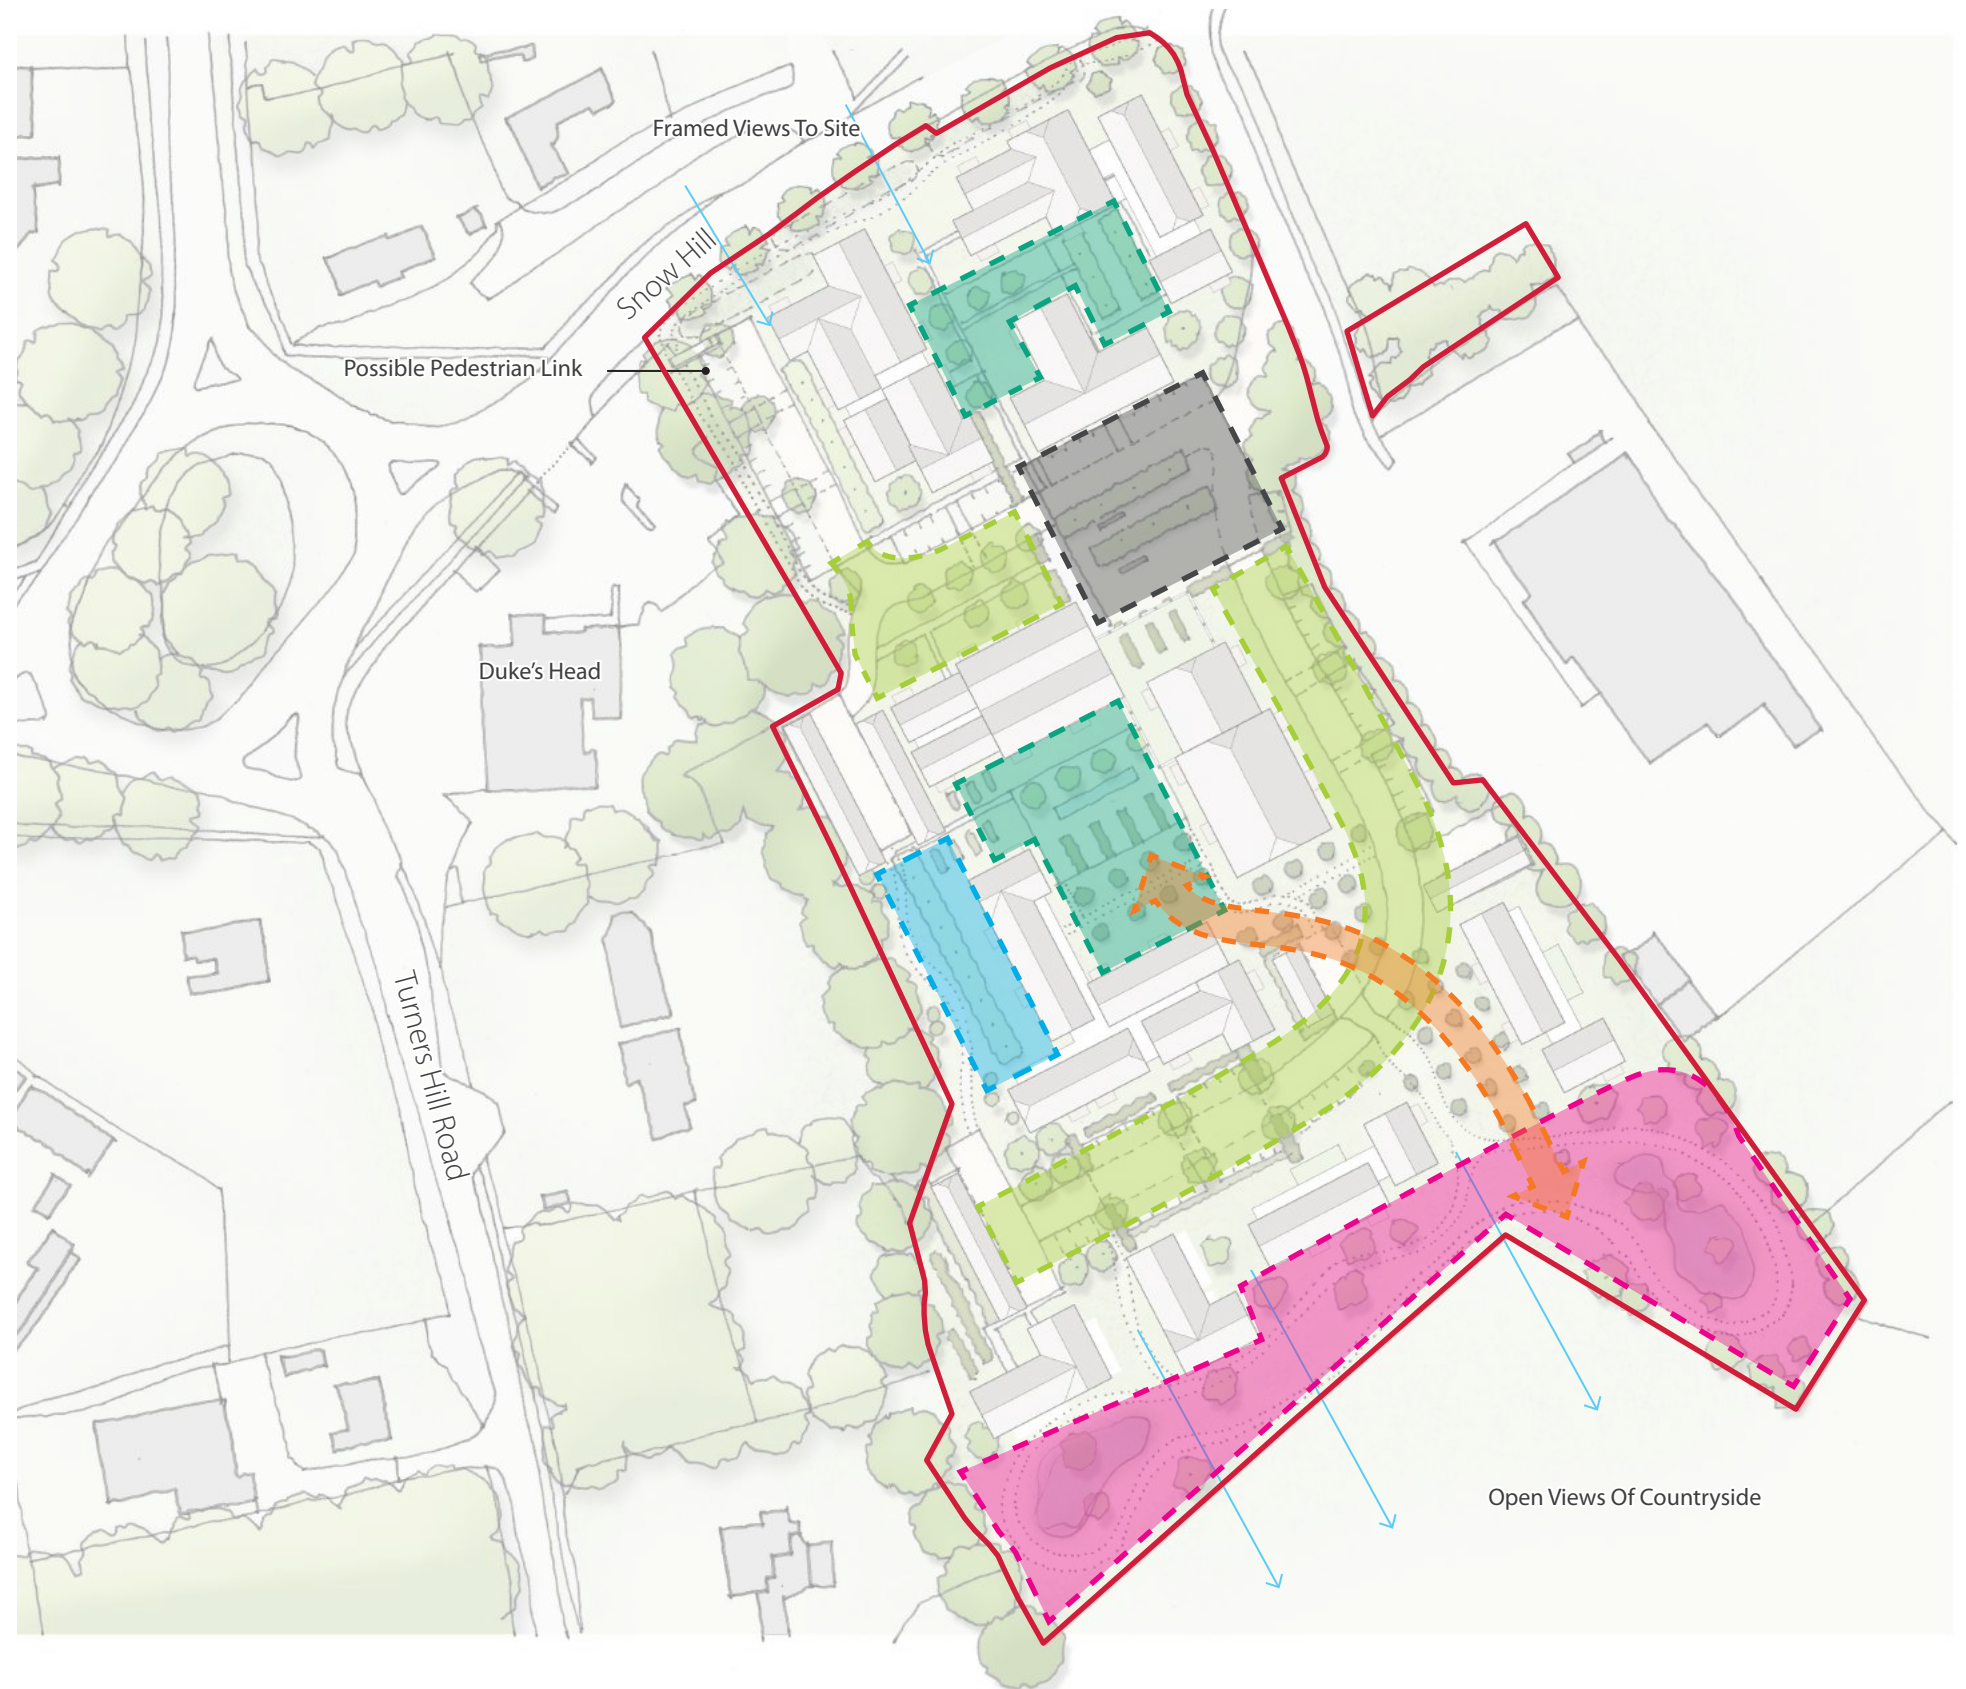 Framed Views To Site
Snow Hill
Possible Pedestrian Link
Duke’s Head
Turners Hill Road
Open Views Of Countryside